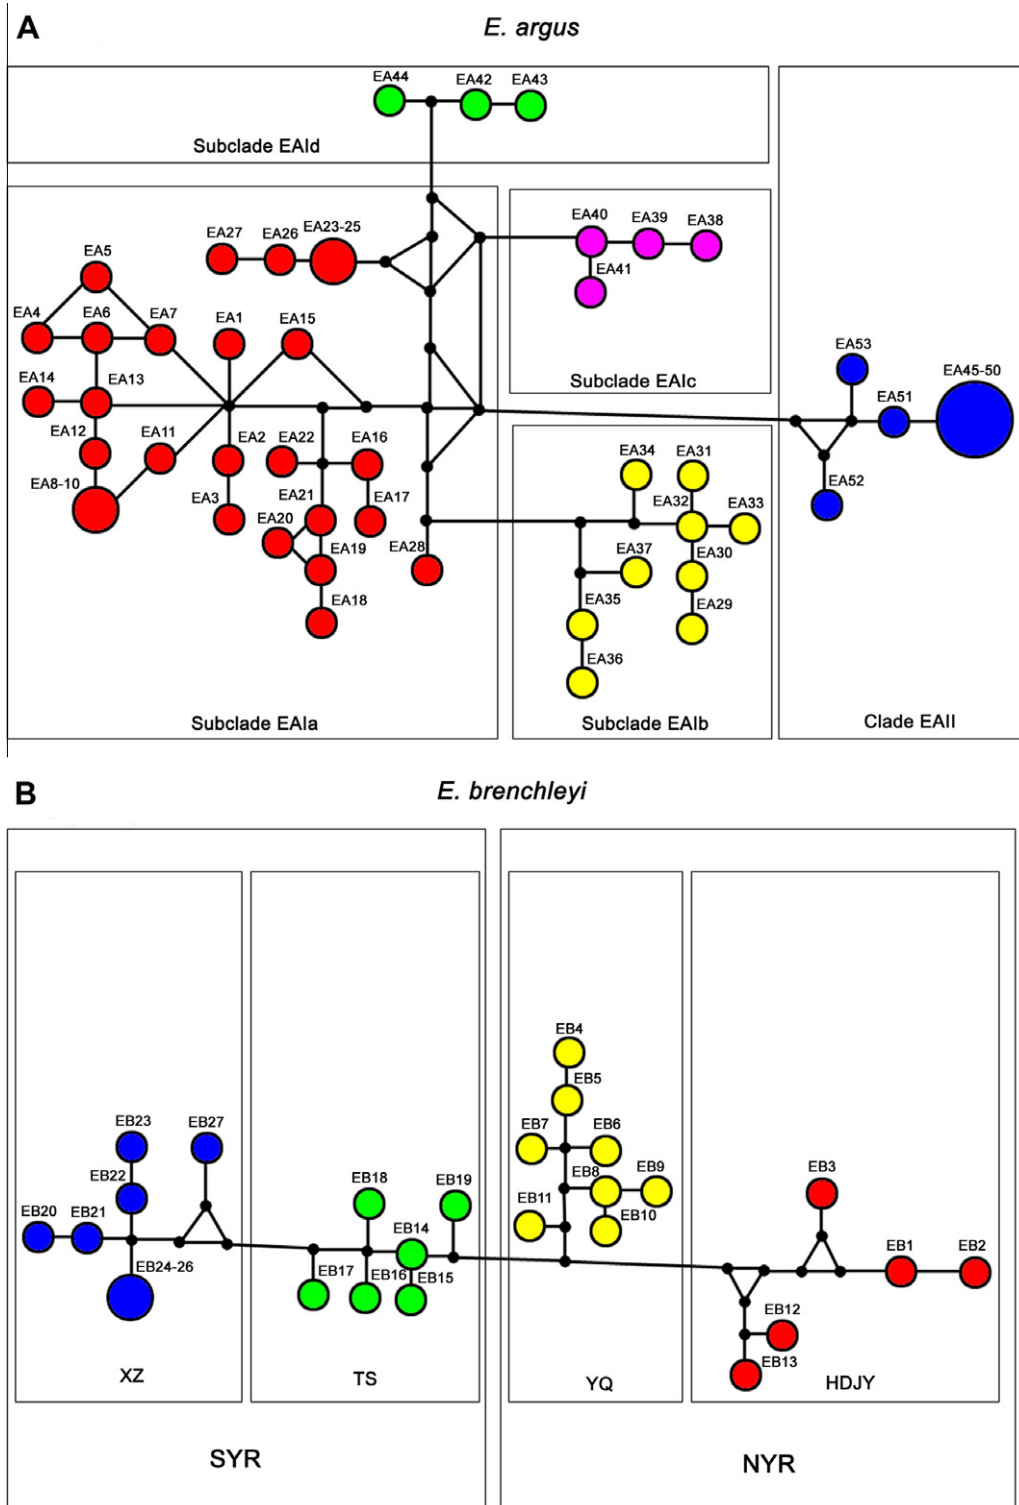 A
E. argus
EA44
EA42
EA43
Subclade EAId
EA27
EA26
EA23-25
EA5
EA4
EA6
EA7
EA1
EA15
EA14
EA13
EA12
EA11
EA2
EA22
EA16
EA8-10
EA3
EA21
EA17
EA20
EA19
EA28
EA18
Subclade EAIa
EA40
EA39
EA38
EA41
Subclade EAIc
EA34
EA31
EA32
EA33
EA37
EA30
EA35
EA29
EA36
Subclade EAIb
EA53
EA45-50
EA51
EA52
Clade EAII
B
E. brenchleyi
EB23
EB27
EB22
EB20
EB21
EB24-26
XZ
EB18
EB19
EB14
EB17
EB16
EB15
TS
SYR
EB4
EB5
EB7
EB6
EB8
EB9
EB11
EB10
YQ
EB3
EB1
EB2
EB12
EB13
HDJY
NYR